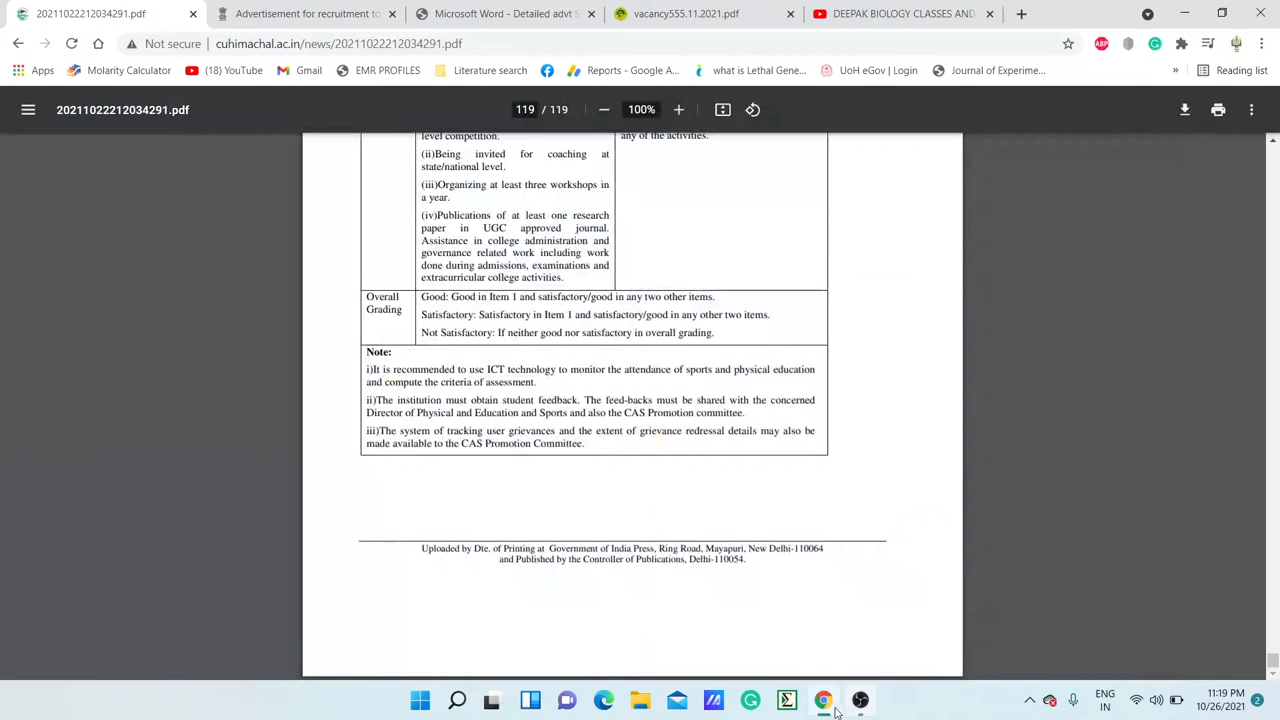 20211022212034291.pdf
Advertisement for recruitment to
Microsoft Word - Detailed advt S
vacancy555.11.2021.pdf
DEEPAK BIOLOGY CLASSES AND
Not secure
cuhimachal.ac.in/news/20211022212034291.pdf
Apps
Molarity Calculator
(18) YouTube
Gmail
EMR PROFILES
Literature search
Reports - Google A...
what is Lethal Gene...
UoH eGov | Login
Journal of Experime...
»
Reading list
20211022212034291.pdf
119 / 119
100%
level competition.
any of the activities.
(ii)Being invited for coaching at
state/national level.
(iii)Organizing at least three workshops in
a year.
(iv)Publications of at least one research
paper in UGC approved journal.
Assistance in college administration and
governance related work including work
done during admissions, examinations and
extracurricular college activities.
Overall
Grading
Good: Good in Item 1 and satisfactory/good in any two other items.
Satisfactory: Satisfactory in Item 1 and satisfactory/good in any other two items.
Not Satisfactory: If neither good nor satisfactory in overall grading.
Note:
i)It is recommended to use ICT technology to monitor the attendance of sports and physical education
and compute the criteria of assessment.
ii)The institution must obtain student feedback. The feed-backs must be shared with the concerned
Director of Physical and Education and Sports and also the CAS Promotion committee.
iii)The system of tracking user grievances and the extent of grievance redressal details may also be
made available to the CAS Promotion Committee.
Uploaded by Dte. of Printing at Government of India Press, Ring Road, Mayapuri, New Delhi-110064
and Published by the Controller of Publications, Delhi-110054.
ENG
IN
11:19 PM
10/26/2021
2